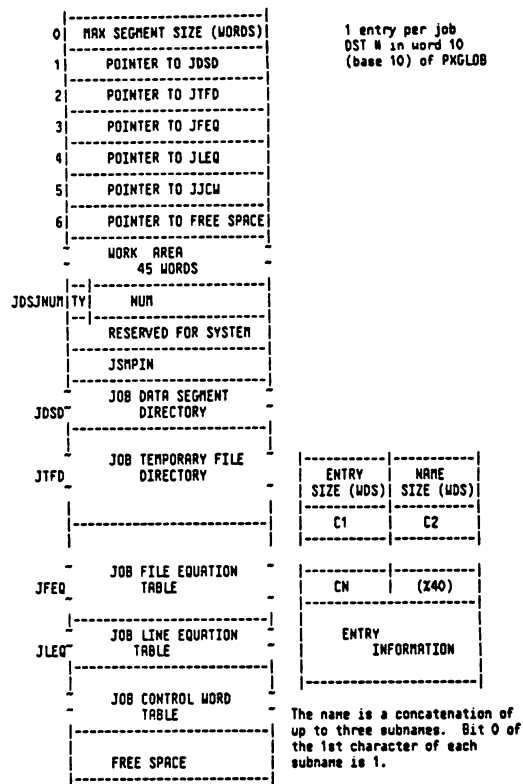 0 MAX SEGMENT SIZE (WORDS)
1 POINTER TO JDSD
2 POINTER TO JTFD
3 POINTER TO JFEQ
4 POINTER TO JLEQ
5 POINTER TO JJCW
6 POINTER TO FREE SPACE
WORK AREA
45 WORDS
JDSJNUM TY NUM
RESERVED FOR SYSTEM
JSMPIN
JOB DATA SEGMENT
JDSD DIRECTORY
JOB TEMPORARY FILE
JTFD DIRECTORY
JOB FILE EQUATION
JFEQ TABLE
JOB LINE EQUATION
JLEQ TABLE
JOB CONTROL WORD
TABLE
FREE SPACE
1 entry per job
DST # in word 10
(base 10) of PXGLOB
ENTRY NAME
SIZE (WDS) SIZE (WDS)
C1 C2
CN (%40)
ENTRY
INFORMATION
The name is a concatenation of
up to three subnames. Bit 0 of
the 1st character of each
subname is 1.